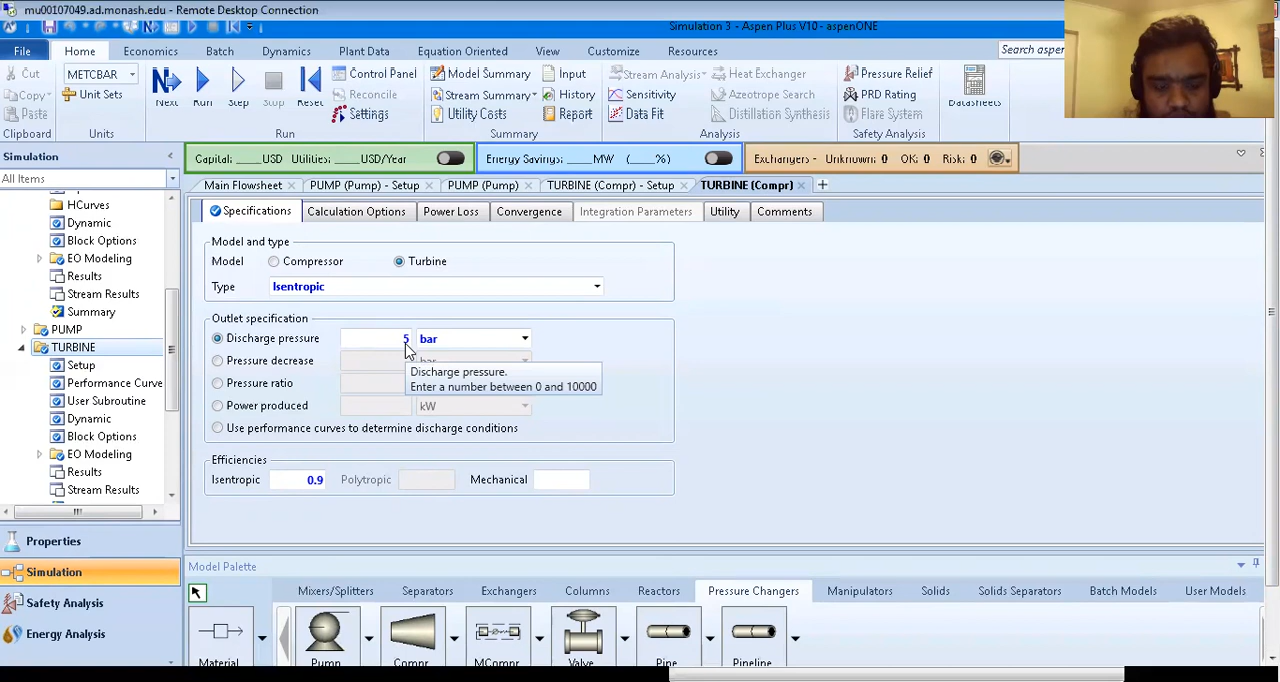 mu00107049.ad.monash.edu - Remote Desktop Connection
Simulation 3 - Aspen Plus V10 - aspenONE
File Home Economics Batch Dynamics Plant Data Equation Oriented View Customize Resources Search asper
Cut METCBAR Control Panel Model Summary Input Stream Analysis Heat Exchanger Pressure Relief
Copy Unit Sets Next Run Step Stop Reset Reconcile Stream Summary History Sensitivity Azeotrope Search PRD Rating Datasheets
Paste Settings Utility Costs Report Data Fit Distillation Synthesis Flare System
Clipboard Units Run Summary Analysis Safety Analysis
Simulation
Capital: ____USD Utilities: ____USD/Year Energy Savings: ____MW (____%) Exchangers - Unknown: 0 OK: 0 Risk: 0
All Items
Main Flowsheet PUMP (Pump) - Setup PUMP (Pump) TURBINE (Compr) - Setup TURBINE (Compr) +
HCurves
Dynamic
Block Options
EO Modeling
Results
Stream Results
Summary
PUMP
TURBINE
Setup
Performance Curve
User Subroutine
Dynamic
Block Options
EO Modeling
Results
Stream Results
Specifications Calculation Options Power Loss Convergence Integration Parameters Utility Comments
Model and type
Model Compressor Turbine
Type Isentropic
Outlet specification
Discharge pressure 5 bar
Pressure decrease bar
Pressure ratio
Power produced kW
Use performance curves to determine discharge conditions
Discharge pressure.
Enter a number between 0 and 10000
Efficiencies
Isentropic 0.9 Polytropic Mechanical
Properties
Simulation
Safety Analysis
Energy Analysis
Model Palette
Mixers/Splitters Separators Exchangers Columns Reactors Pressure Changers Manipulators Solids Solids Separators Batch Models User Models
Material Pump Compr MCompr Valve Pipe Pipeline